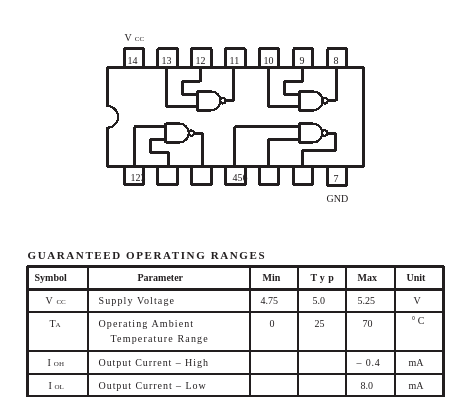 V CC
14 13 12 11 10 9 8
123 456 7
GND
GUARANTEED OPERATING RANGES
Symbol Parameter Min Typ Max Unit
V CC Supply Voltage 4.75 5.0 5.25 V
TA Operating Ambient 0 25 70 °C
Temperature Range
I OH Output Current – High – 0.4 mA
I OL Output Current – Low 8.0 mA